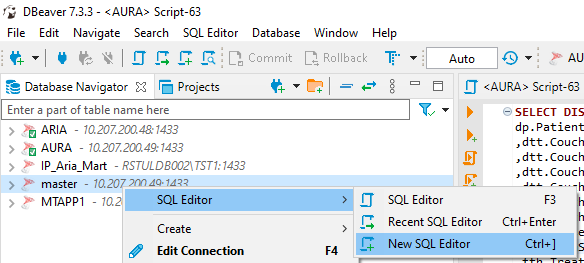 DBeaver 7.3.3 - <AURA> Script-63
File Edit Navigate Search SQL Editor Database Window Help
Commit Rollback Auto
Database Navigator Projects
<AURA> Script-63
Enter a part of table name here
ARIA - 10.207.200.48:1433
AURA - 10.207.200.49:1433
IP_Aria_Mart - RSTULDB002\TST1:1433
master - 10.207.200.49:1433
MTAPP1 - 10.2
SELECT DIS
dp.Patient
,dtt.Couch
,dtt.Couch
,dtt.Couch
,dtt.Couch
SQL Editor
Create
Edit Connection F4
SQL Editor F3
Recent SQL Editor Ctrl+Enter
New SQL Editor Ctrl+]